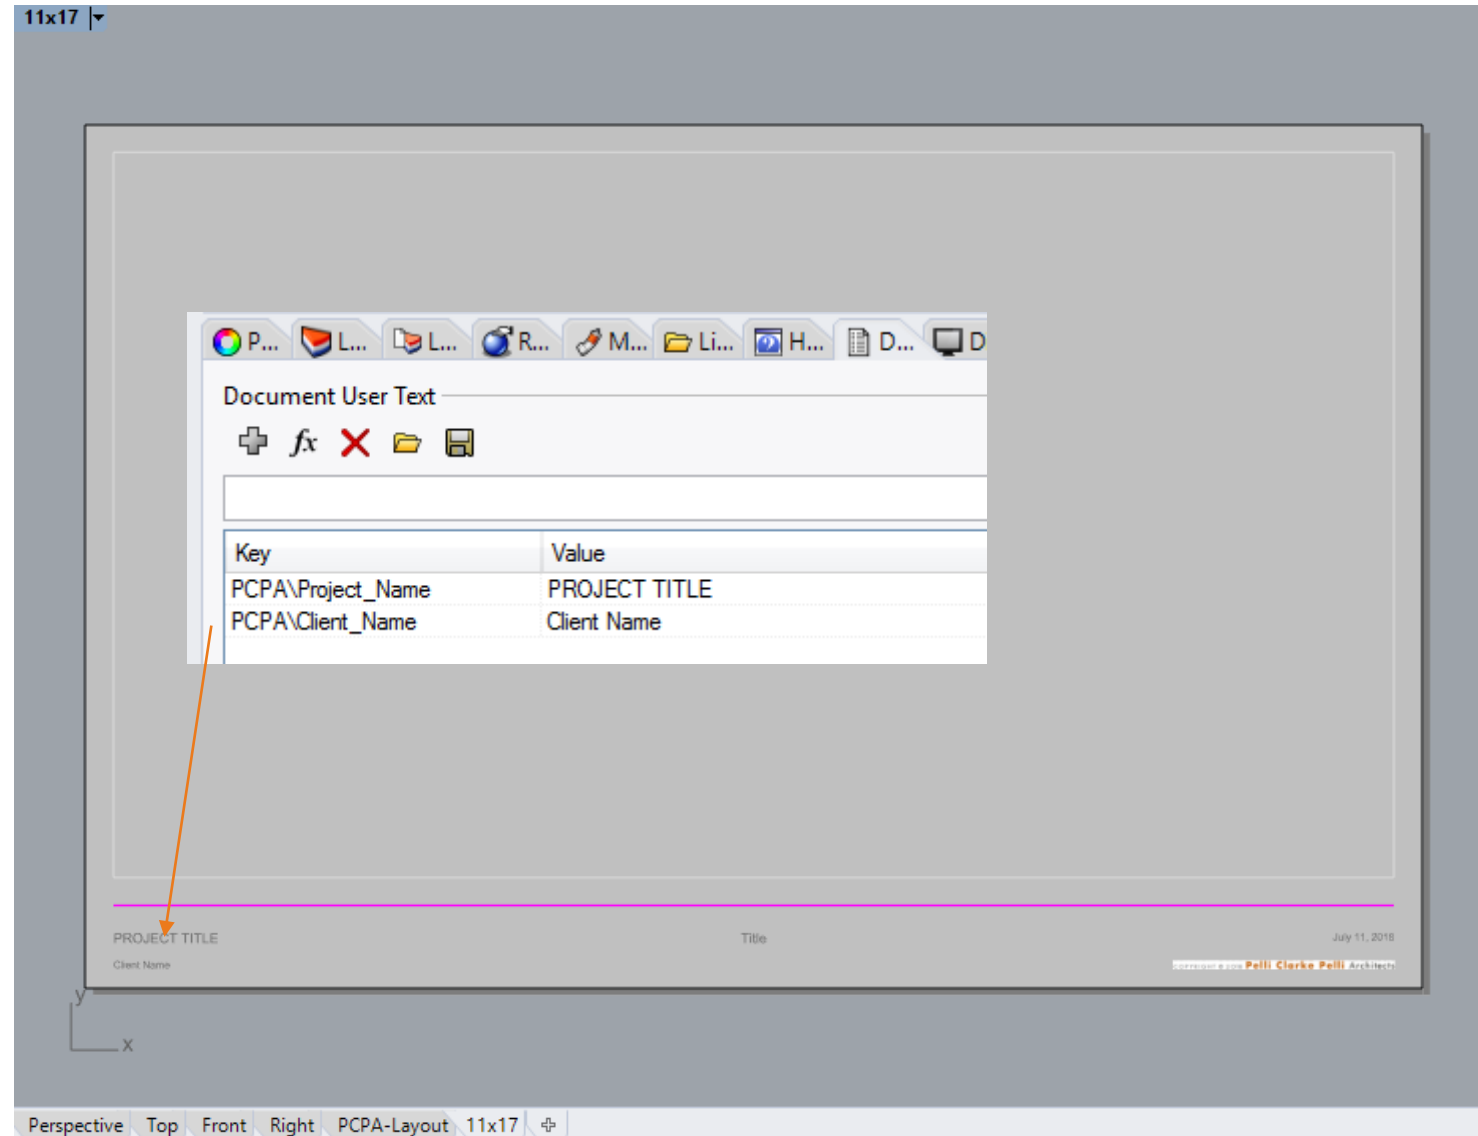 11x17
P... L... L... R... M... Li... H... D... D
Document User Text
fx
Key Value
PCPA\Project_Name PROJECT TITLE
PCPA\Client_Name Client Name
PROJECT TITLE Title July 11, 2018
Client Name Pelli Clarke Pelli Architects
y
x
Perspective Top Front Right PCPA-Layout 11x17